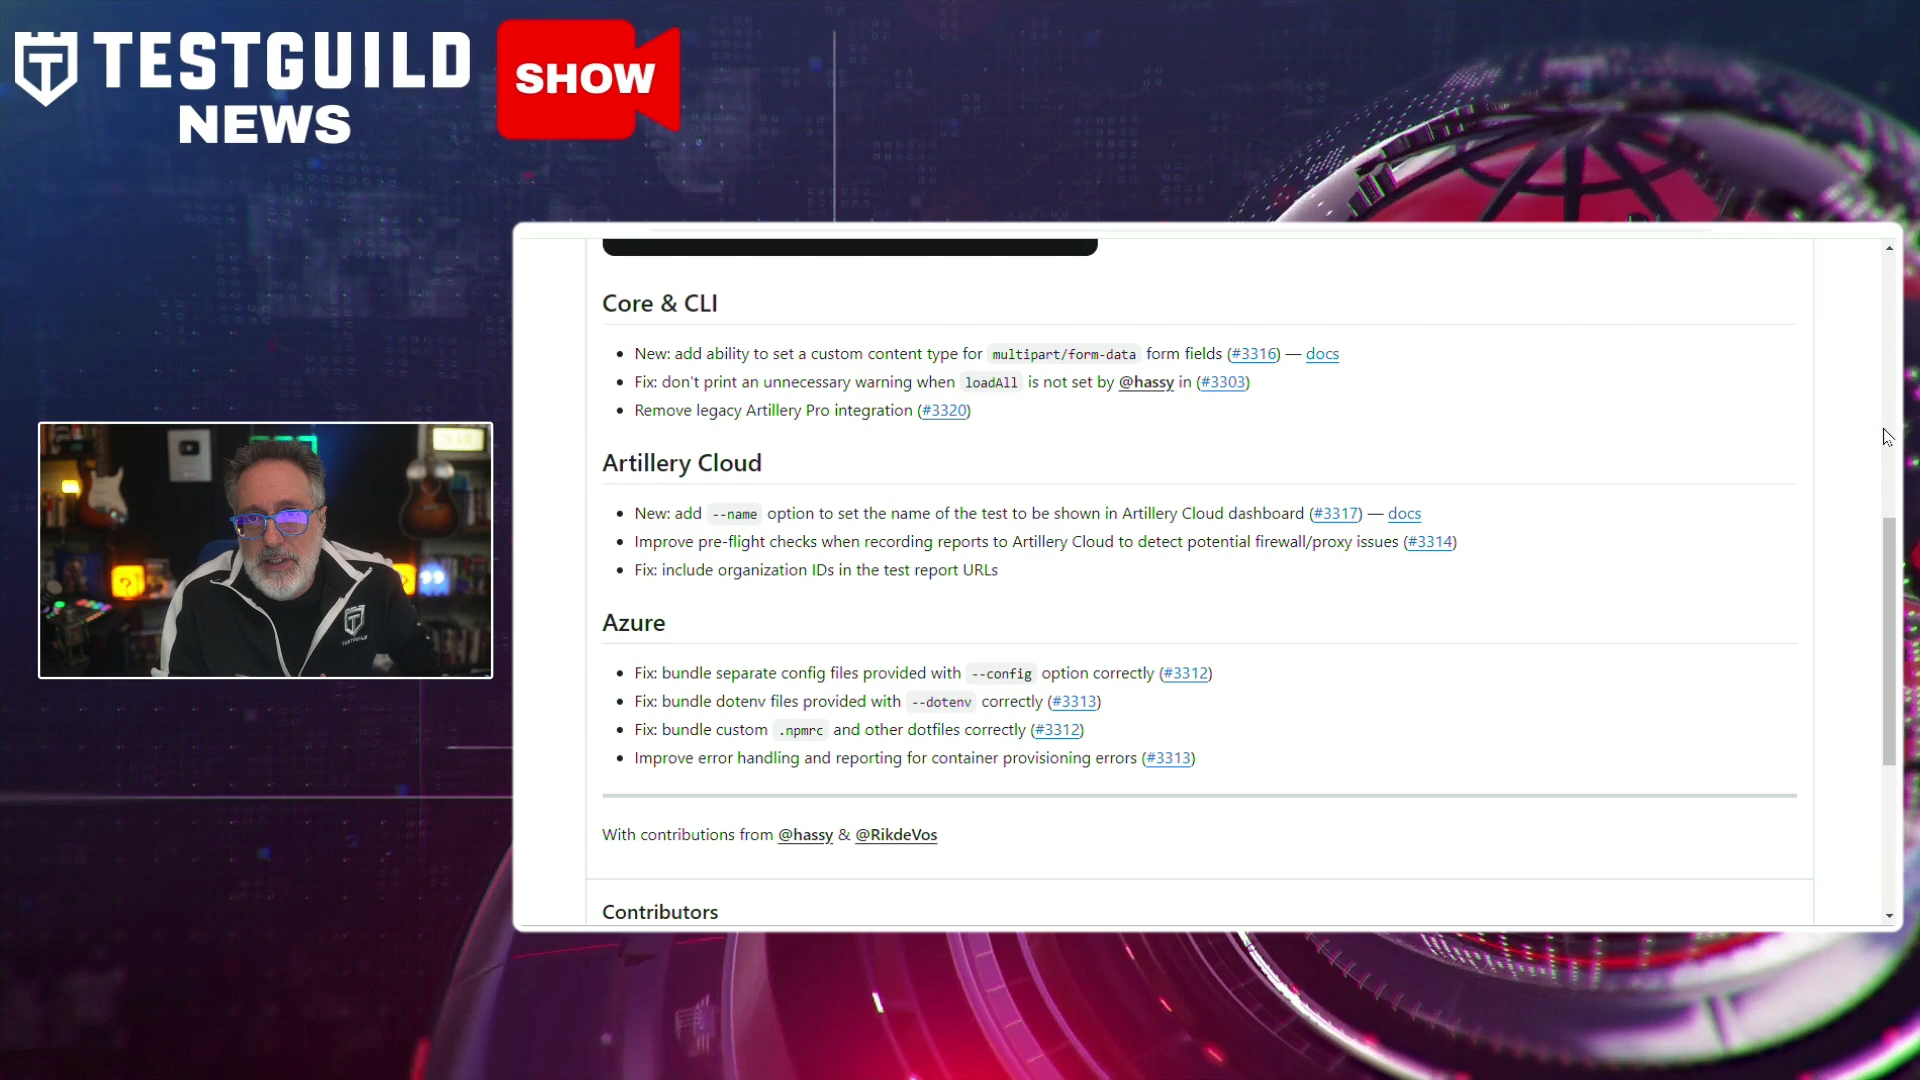 TESTGUILD
NEWS
SHOW
Core & CLI
New: add ability to set a custom content type for multipart/form-data form fields (#3316) — docs
Fix: don't print an unnecessary warning when loadAll is not set by @hassy in (#3303)
Remove legacy Artillery Pro integration (#3320)
Artillery Cloud
New: add --name option to set the name of the test to be shown in Artillery Cloud dashboard (#3317) — docs
Improve pre-flight checks when recording reports to Artillery Cloud to detect potential firewall/proxy issues (#3314)
Fix: include organization IDs in the test report URLs
Azure
Fix: bundle separate config files provided with --config option correctly (#3312)
Fix: bundle dotenv files provided with --dotenv correctly (#3313)
Fix: bundle custom .npmrc and other dotfiles correctly (#3312)
Improve error handling and reporting for container provisioning errors (#3313)
With contributions from @hassy & @RikdeVos
Contributors
TESTGUILD